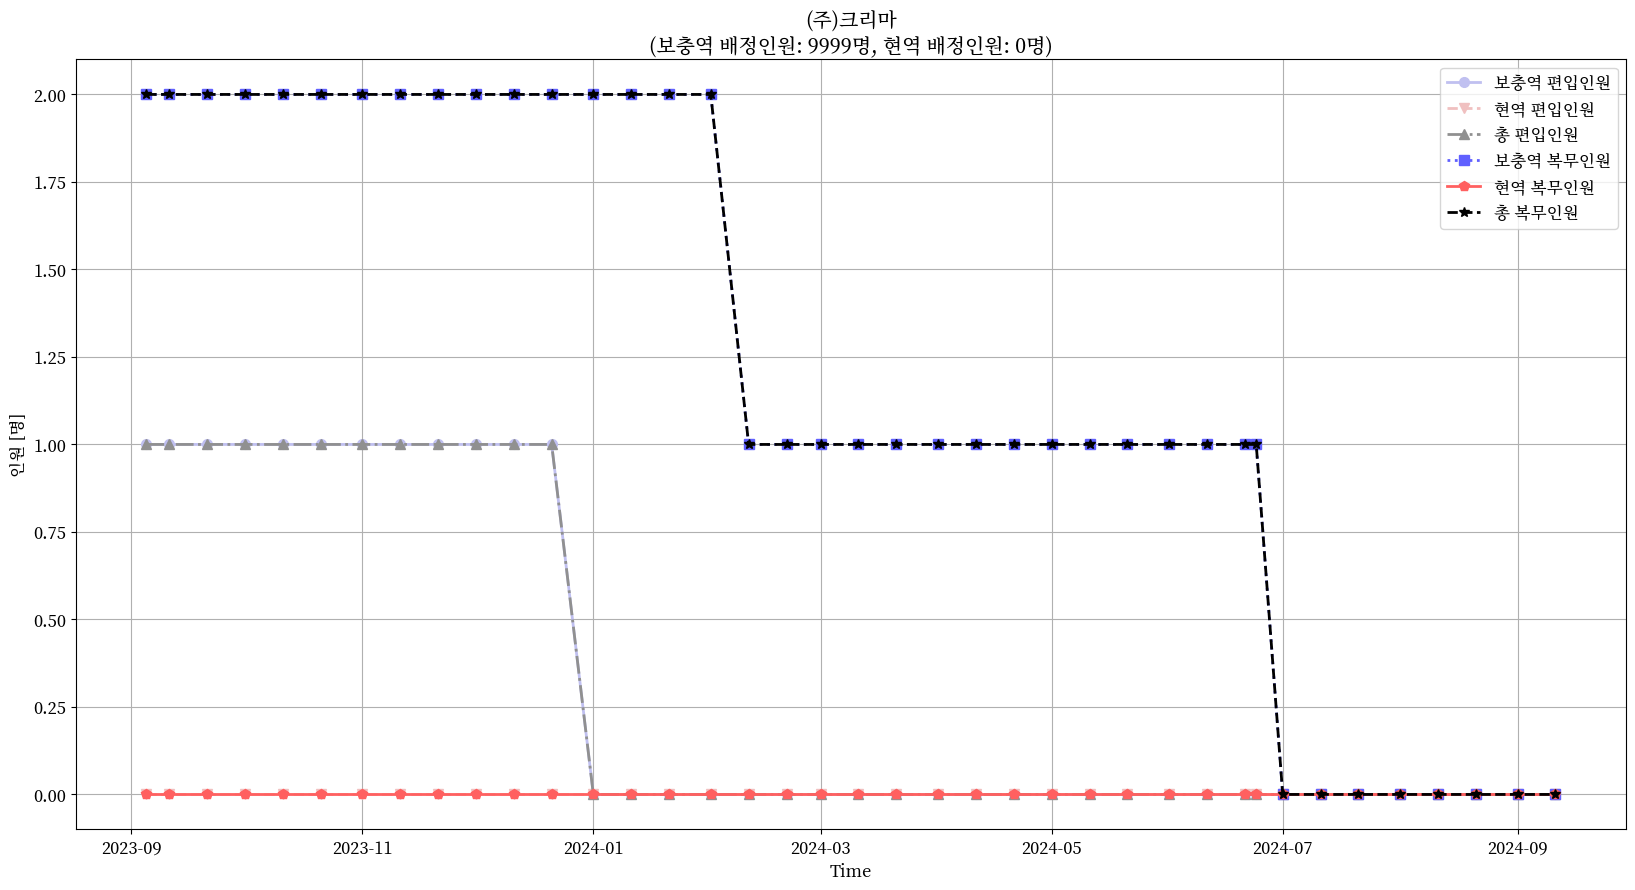 (주)크리마
(보충역 배정인원: 9999명, 현역 배정인원: 0명)
보충역 편입인원
현역 편입인원
총 편입인원
보충역 복무인원
현역 복무인원
총 복무인원
인원 [명]
2.00
1.75
1.50
1.25
1.00
0.75
0.50
0.25
0.00
2023-09 2023-11 2024-01 2024-03 2024-05 2024-07 2024-09
Time